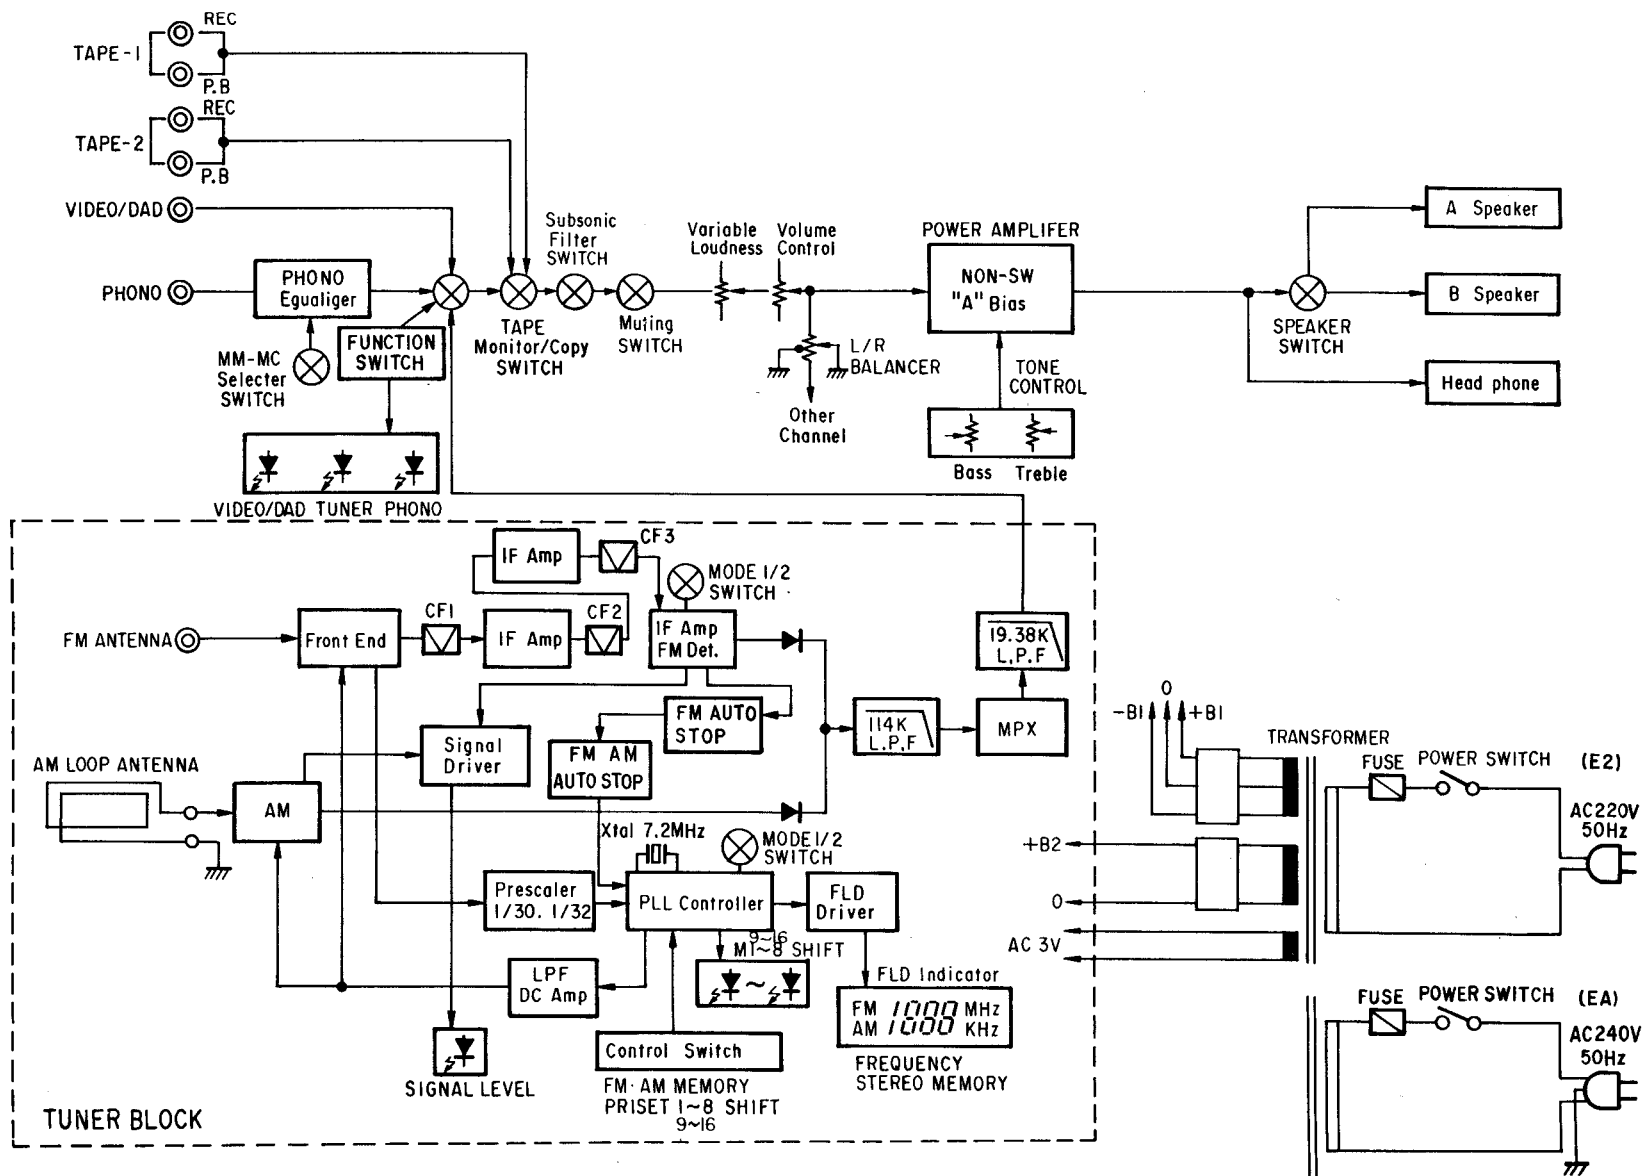 REC
TAPE-1
P.B
REC
TAPE-2
P.B
VIDEO/DAD
PHONO
PHONO
Egualiger
MM-MC
Selecter
SWITCH
FUNCTION
SWITCH
VIDEO/DAD TUNER PHONO
TAPE
Monitor/Copy
SWITCH
Subsonic
Filter
SWITCH
Muting
SWITCH
Variable
Loudness
Volume
Control
L/R
BALANCER
Other
Channel
POWER AMPLIFER
NON-SW
"A" Bias
TONE
CONTROL
Bass Treble
SPEAKER
SWITCH
A Speaker
B Speaker
Head phone
FM ANTENNA
Front End
CF1
IF Amp
CF2
IF Amp
CF3
MODE 1/2
SWITCH
IF Amp
FM Det.
FM AUTO
STOP
FM AM
AUTO STOP
Signal
Driver
AM LOOP ANTENNA
AM
114K
L.P.F
MPX
19.38K
L.P.F
Xtal 7.2MHz
MODE 1/2
SWITCH
Prescaler
1/30. 1/32
PLL Controller
FLD
Driver
9~16
M1~8 SHIFT
LPF
DC Amp
Control Switch
FM·AM MEMORY
PRISET 1~8 SHIFT
9~16
FLD Indicator
FM 1000 MHz
AM 1000 KHz
FREQUENCY
STEREO MEMORY
SIGNAL LEVEL
TUNER BLOCK
0
-B1 +B1
+B2
0
AC 3V
TRANSFORMER
FUSE
POWER SWITCH
(E2)
AC220V
50Hz
FUSE
POWER SWITCH
(EA)
AC240V
50Hz